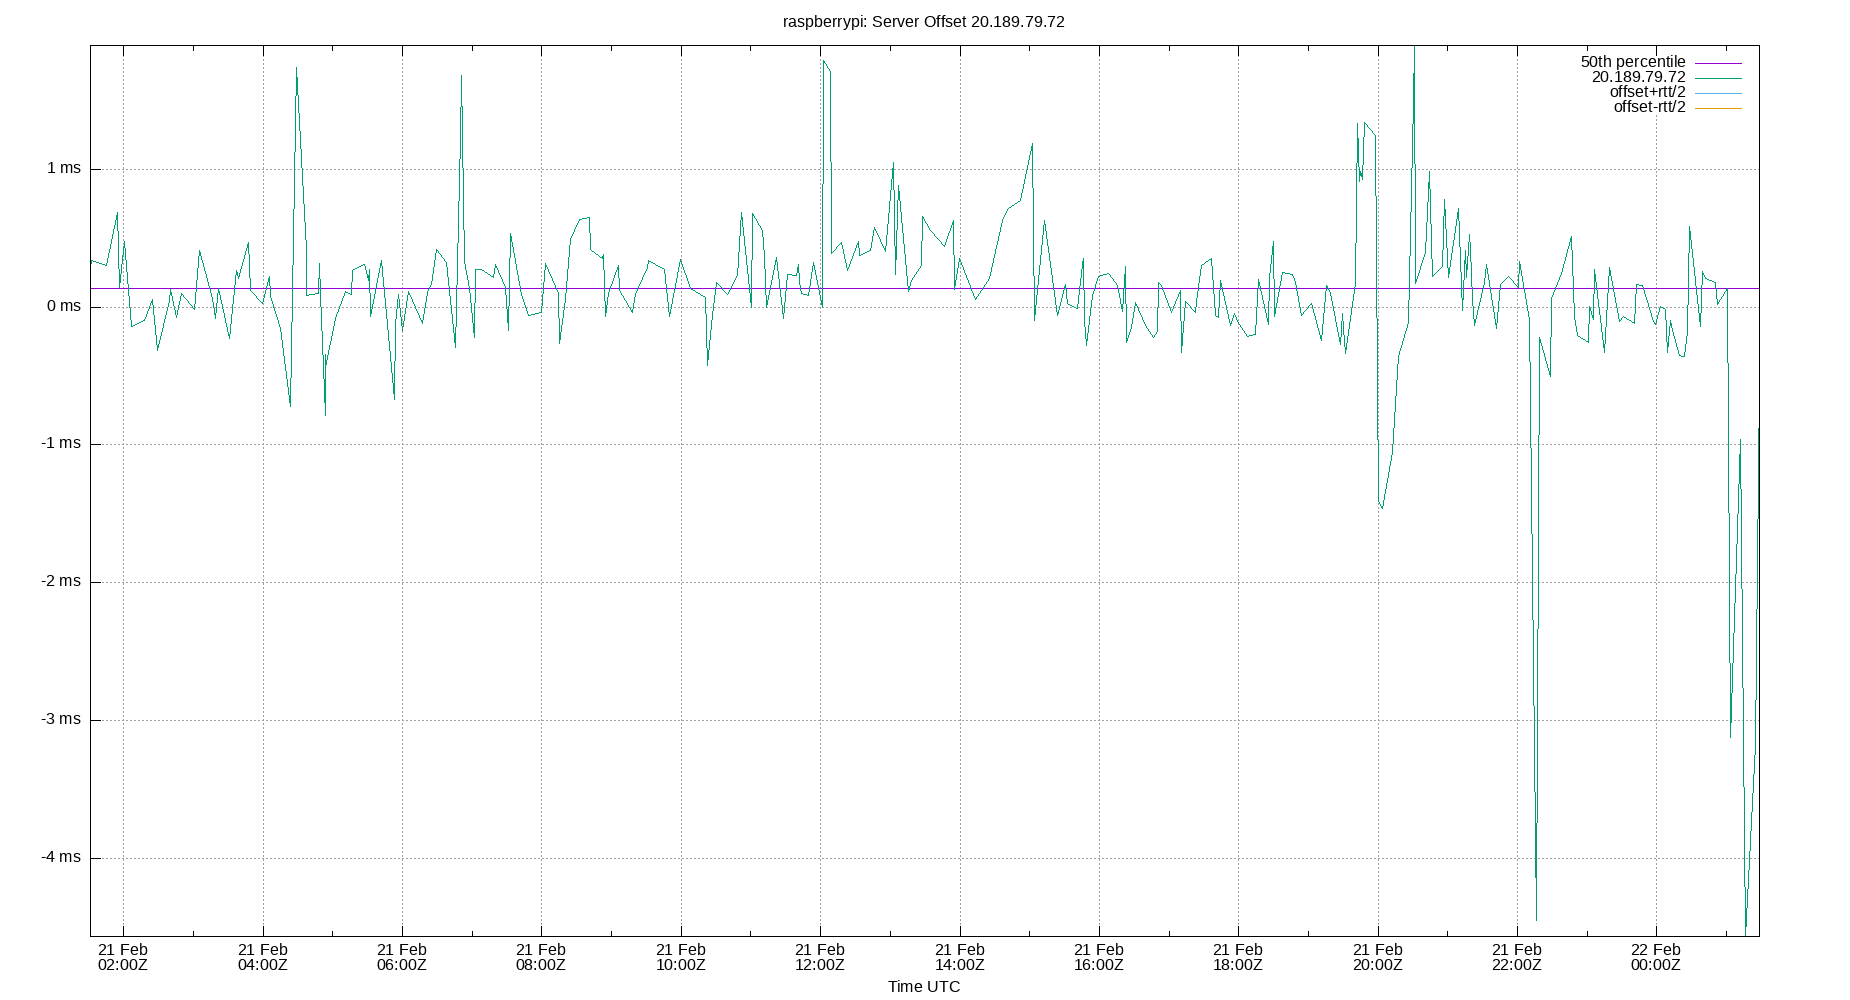 raspberrypi: Server Offset 20.189.79.72
50th percentile
20.189.79.72
offset+rtt/2
offset-rtt/2
1 ms
0 ms
-1 ms
-2 ms
-3 ms
-4 ms
21 Feb 21 Feb 21 Feb 21 Feb 21 Feb 21 Feb 21 Feb 21 Feb 21 Feb 21 Feb 21 Feb 22 Feb
02:00Z 04:00Z 06:00Z 08:00Z 10:00Z 12:00Z 14:00Z 16:00Z 18:00Z 20:00Z 22:00Z 00:00Z
Time UTC